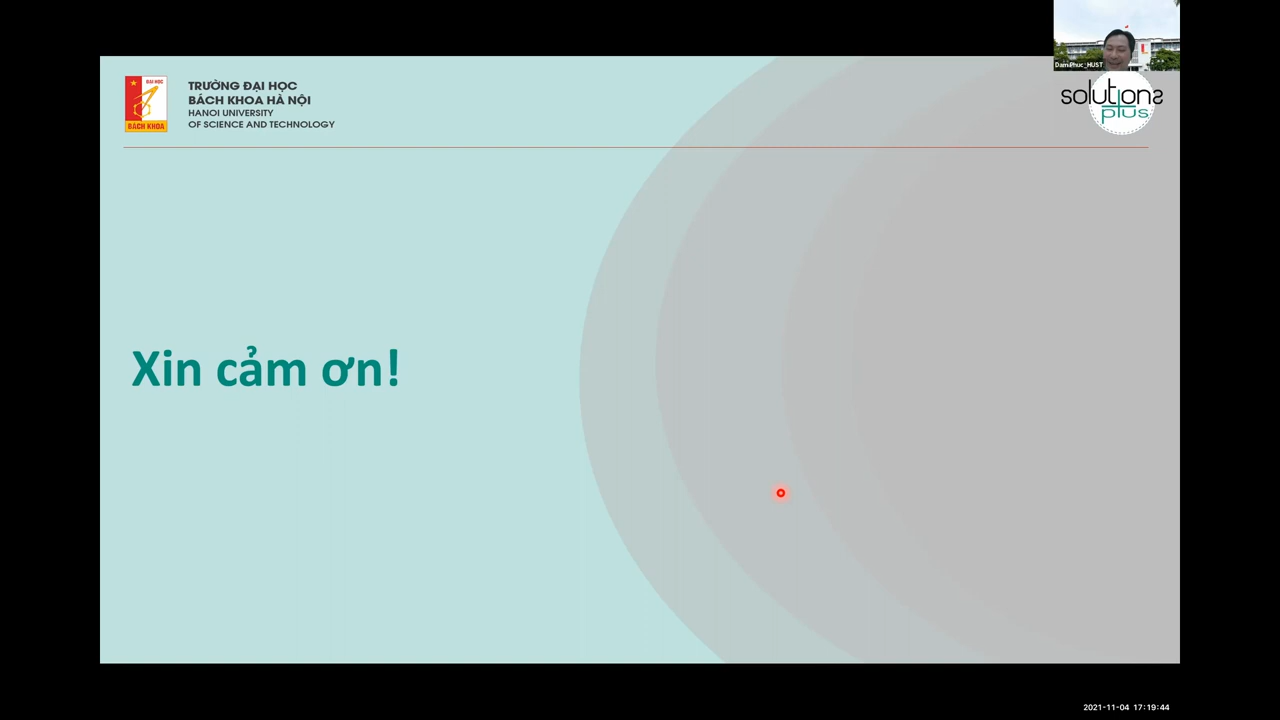 TRƯỜNG ĐẠI HỌC
BÁCH KHOA HÀ NỘI
HANOI UNIVERSITY
OF SCIENCE AND TECHNOLOGY
ĐẠI HỌC
BÁCH KHOA
DamPhuc_HUST
solutions
plus
Xin cảm ơn!
2021-11-04 17:19:44